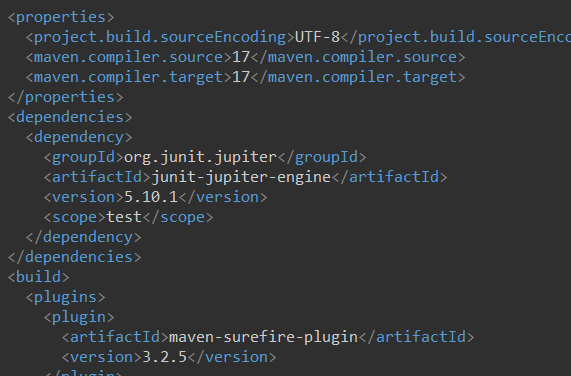 <properties>
<project.build.sourceEncoding>UTF-8</project.build.sourceEnco
<maven.compiler.source>17</maven.compiler.source>
<maven.compiler.target>17</maven.compiler.target>
</properties>
<dependencies>
<dependency>
<groupId>org.junit.jupiter</groupId>
<artifactId>junit-jupiter-engine</artifactId>
<version>5.10.1</version>
<scope>test</scope>
</dependency>
</dependencies>
<build>
<plugins>
<plugin>
<artifactId>maven-surefire-plugin</artifactId>
<version>3.2.5</version>
</plugin>